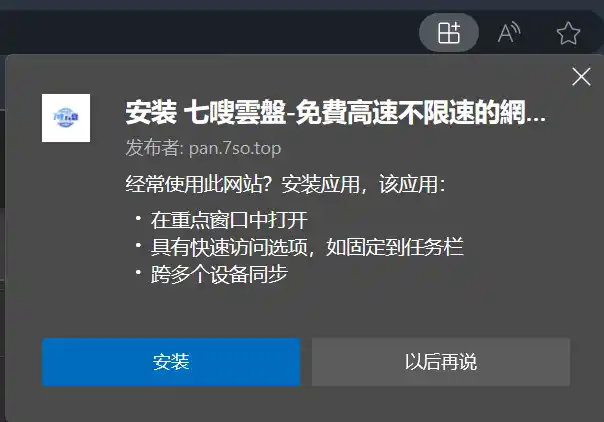 安装 七嗖雲盤-免費高速不限速的網...
发布者: pan.7so.top
经常使用此网站？安装应用，该应用：
• 在重点窗口中打开
• 具有快速访问选项，如固定到任务栏
• 跨多个设备同步
安装
以后再说